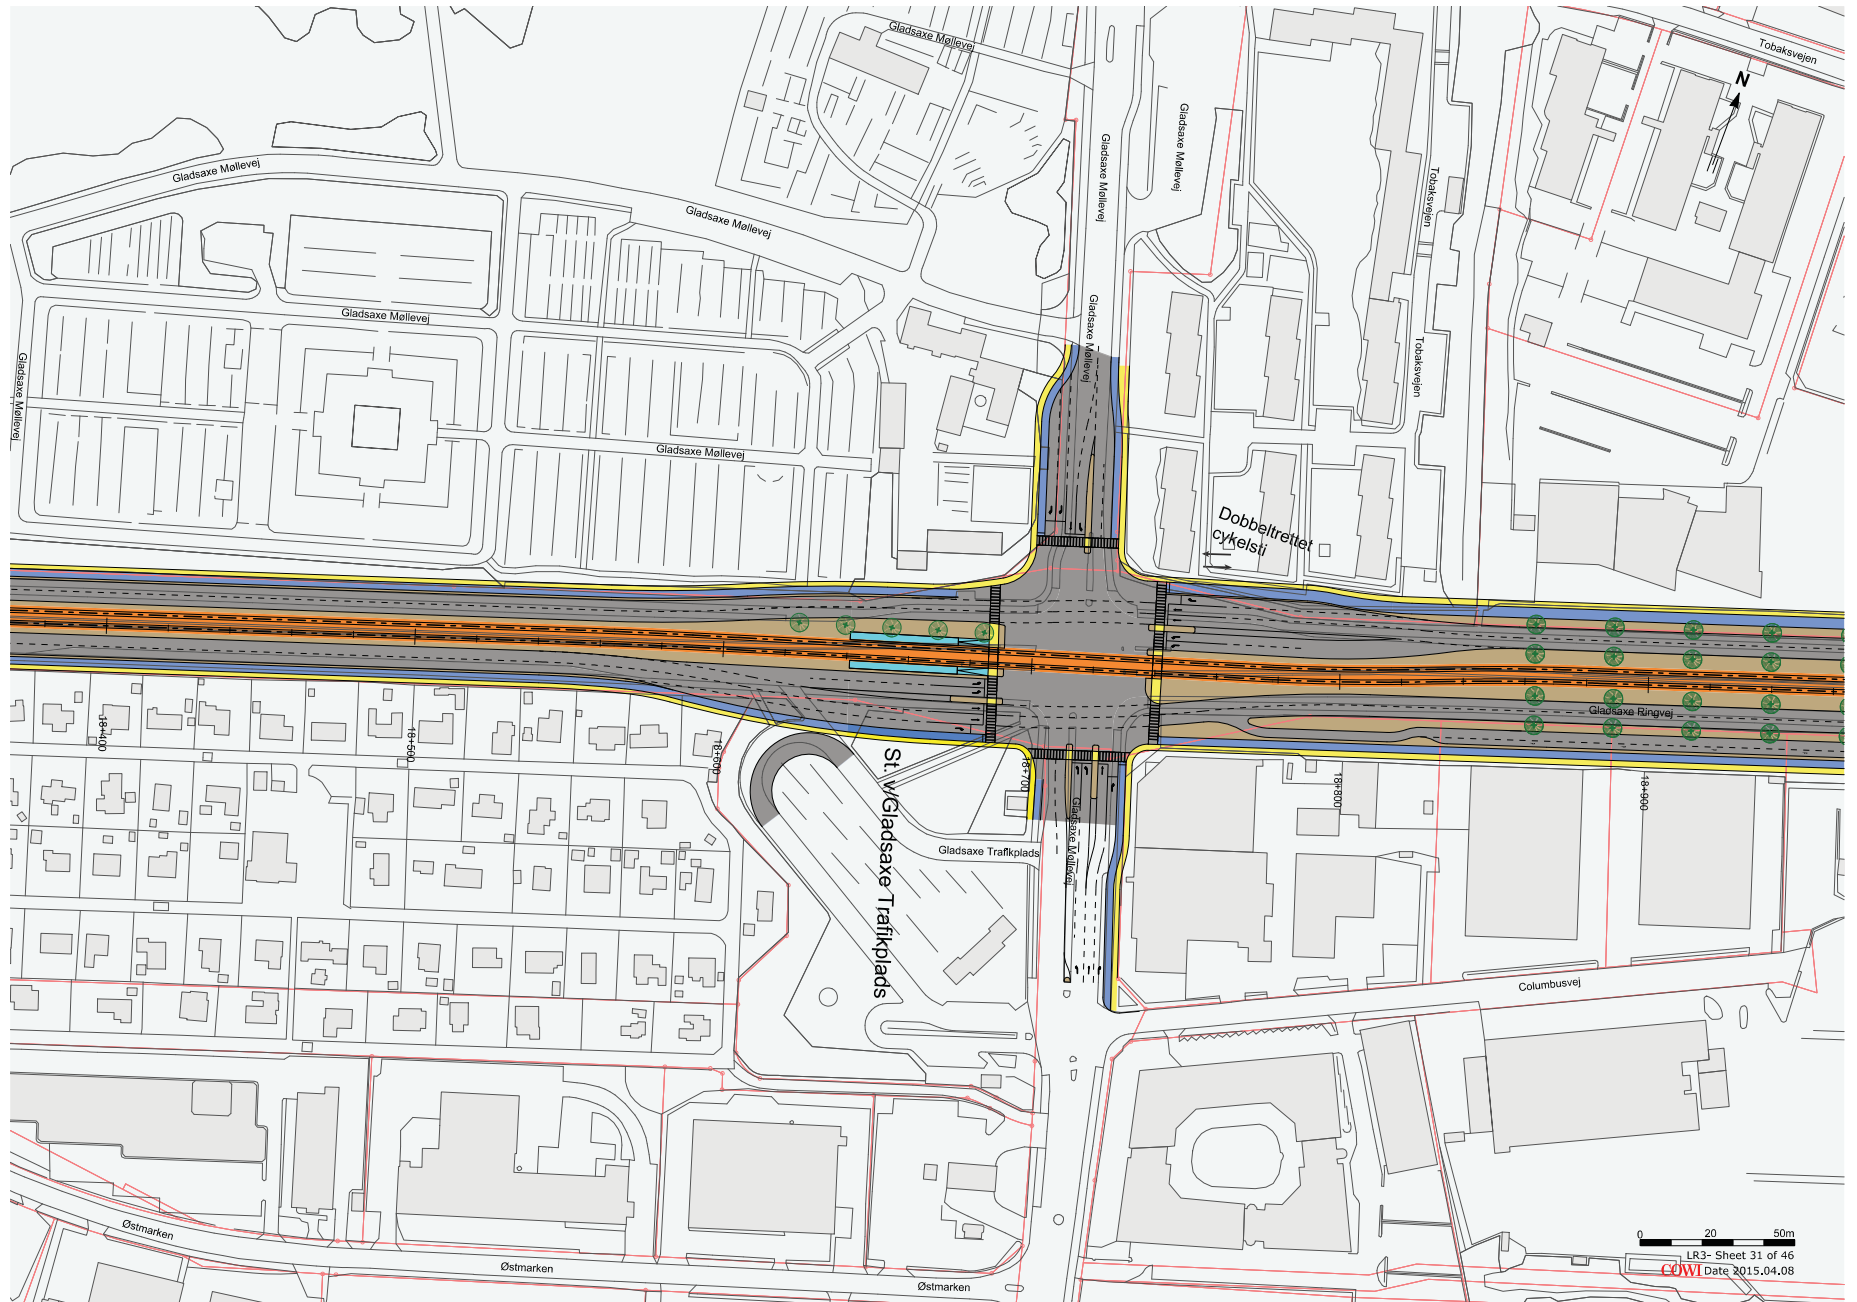 Gladsaxe Møllevej
Tobaksvejen
N
Gladsaxe Møllevej
Gladsaxe Møllevej
Gladsaxe Møllevej
Tobaksvejen
Gladsaxe Møllevej
Gladsaxe Møllevej
Gladsaxe Møllevej
Tobaksvejen
Gladsaxe Møllevej
Gladsaxe Møllevej
Dobbeltrettet
cykelsti
Gladsaxe Ringvej
18+400
18+500
18+600
18+700
18+800
18+900
St. v/Gladsaxe Trafikplads
Gladsaxe Møllevej
Gladsaxe Trafikplads
Columbusvej
Østmarken
Østmarken
Østmarken
0 20 50m
LR3- Sheet 31 of 46
COWI Date 2015.04.08